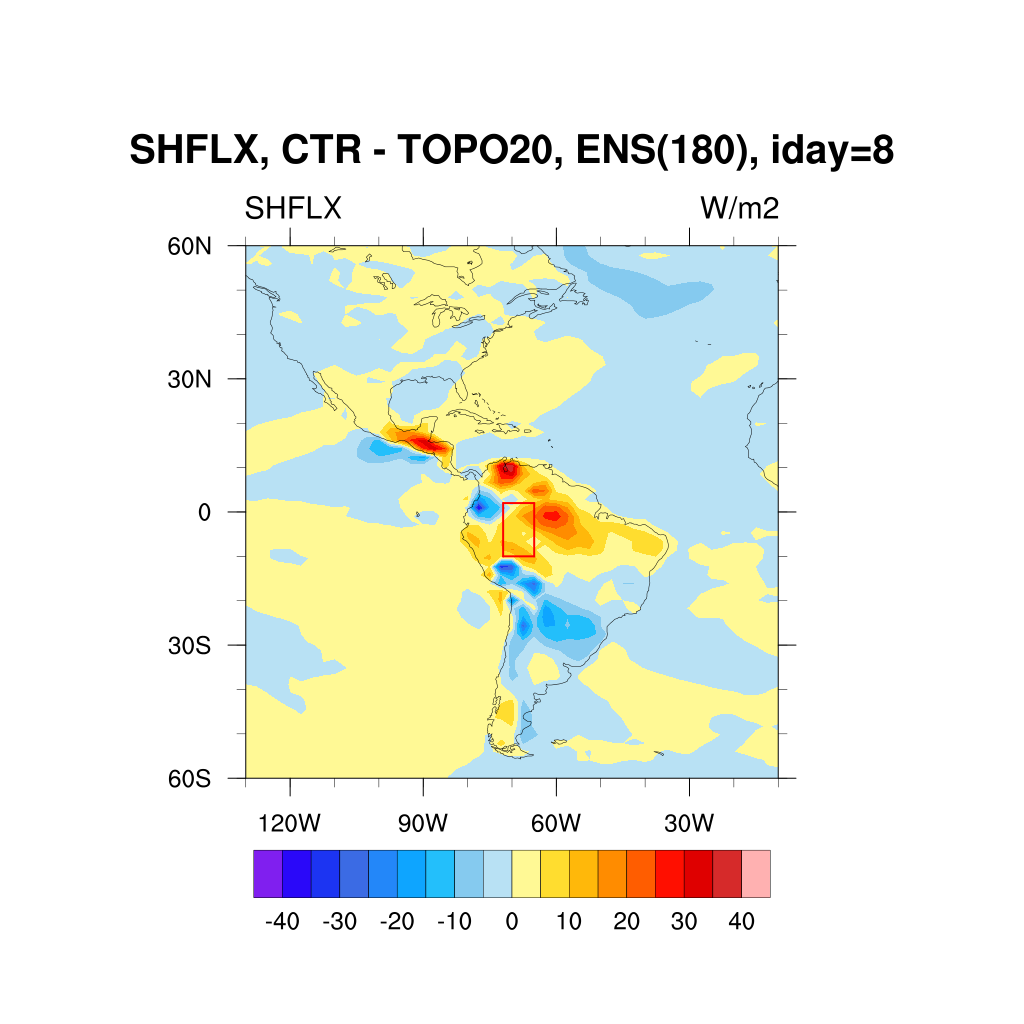 SHFLX, CTR - TOPO20, ENS(180), iday=8
SHFLX W/m2
60N
30N
0
30S
60S
120W 90W 60W 30W
-40 -30 -20 -10 0 10 20 30 40